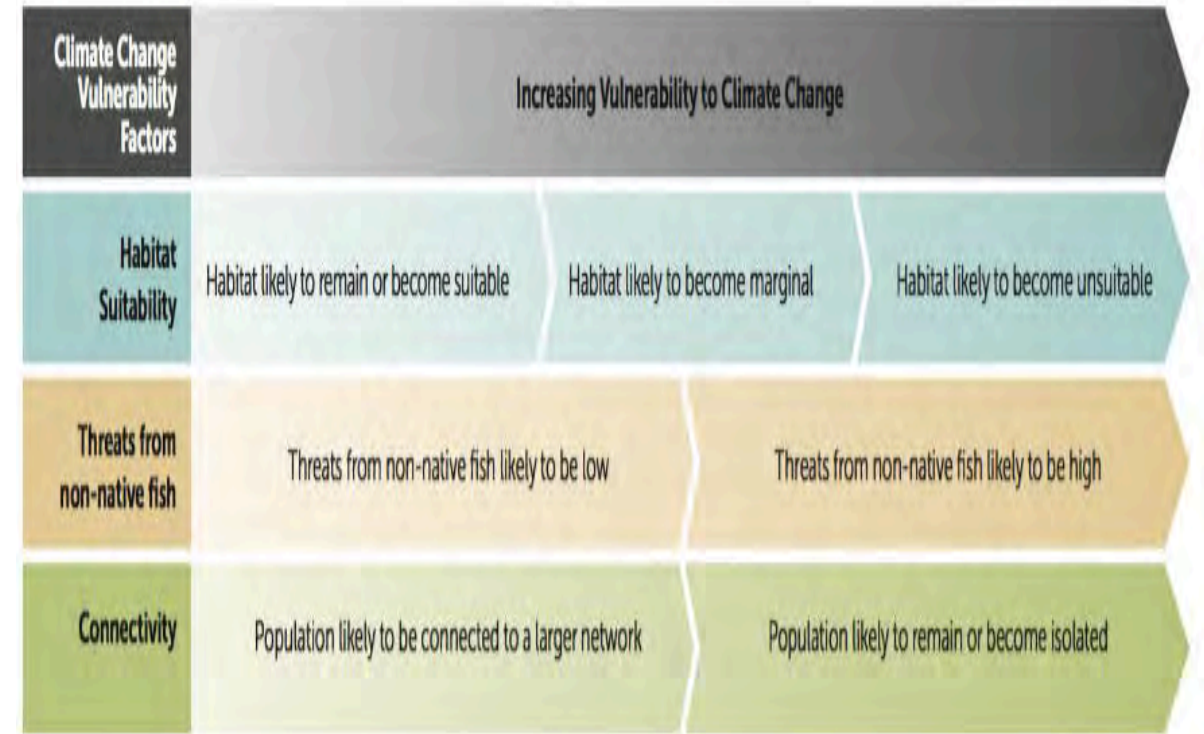 Climate Change
Vulnerability
Factors
Increasing Vulnerability to Climate Change
Habitat
Suitability
Habitat likely to remain or become suitable
Habitat likely to become marginal
Habitat likely to become unsuitable
Threats from
non-native fish
Threats from non-native fish likely to be low
Threats from non-native fish likely to be high
Connectivity
Population likely to be connected to a larger network
Population likely to remain or become isolated